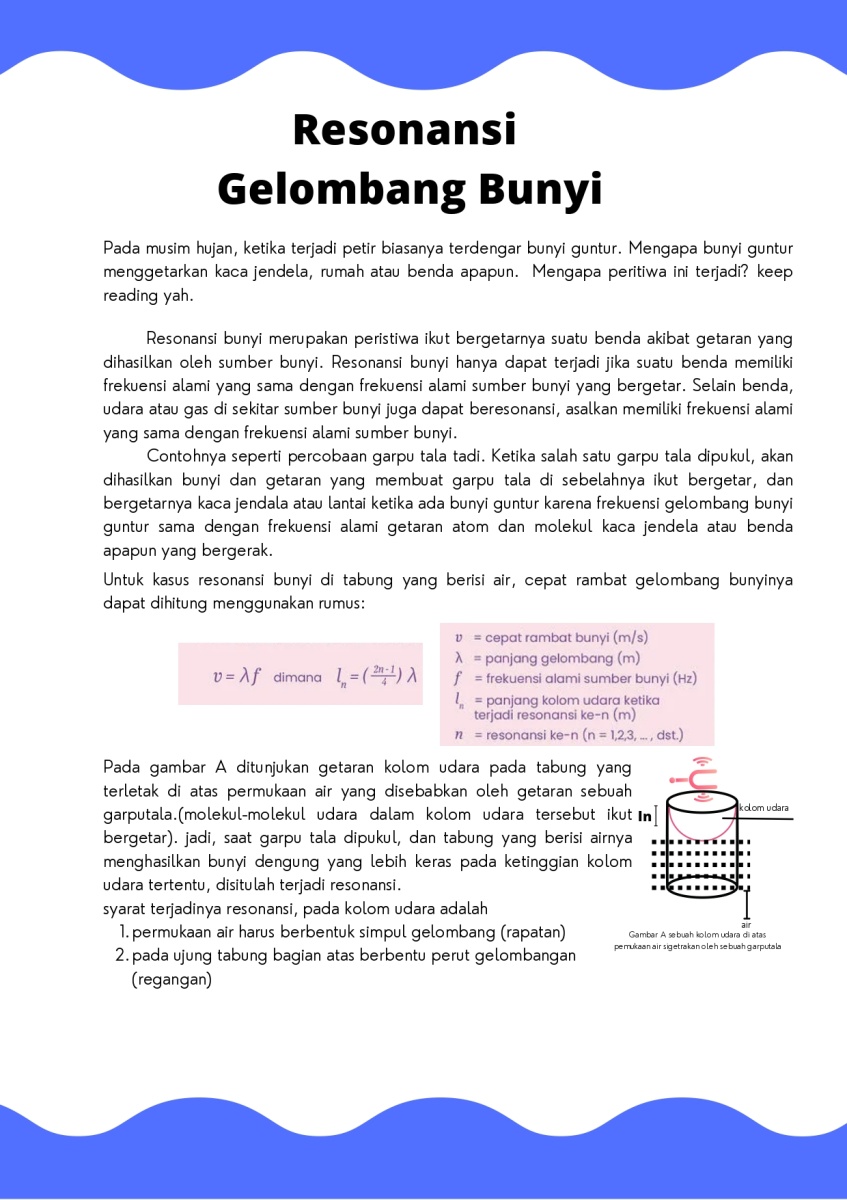 Resonansi
Gelombang Bunyi
Pada musim hujan, ketika terjadi petir biasanya terdengar bunyi guntur. Mengapa bunyi guntur
menggetarkan kaca jendela, rumah atau benda apapun. Mengapa peritiwa ini terjadi? keep
reading yah.
Resonansi bunyi merupakan peristiwa ikut bergetarnya suatu benda akibat getaran yang
dihasilkan oleh sumber bunyi. Resonansi bunyi hanya dapat terjadi jika suatu benda memiliki
frekuensi alami yang sama dengan frekuensi alami sumber bunyi yang bergetar. Selain benda,
udara atau gas di sekitar sumber bunyi juga dapat beresonansi, asalkan memiliki frekuensi alami
yang sama dengan frekuensi alami sumber bunyi.
Contohnya seperti percobaan garpu tala tadi. Ketika salah satu garpu tala dipukul, akan
dihasilkan bunyi dan getaran yang membuat garpu tala di sebelahnya ikut bergetar, dan
bergetarnya kaca jendala atau lantai ketika ada bunyi guntur karena frekuensi gelombang bunyi
guntur sama dengan frekuensi alami getaran atom dan molekul kaca jendela atau benda
apapun yang bergerak.
Untuk kasus resonansi bunyi di tabung yang berisi air, cepat rambat gelombang bunyinya
dapat dihitung menggunakan rumus:
v = λf dimana lₙ = (2n-1/4) λ
v = cepat rambat bunyi (m/s)
λ = panjang gelombang (m)
f = frekuensi alami sumber bunyi (Hz)
lₙ = panjang kolom udara ketika
terjadi resonansi ke-n (m)
n = resonansi ke-n (n = 1,2,3, ... , dst.)
Pada gambar A ditunjukan getaran kolom udara pada tabung yang
terletak di atas permukaan air yang disebabkan oleh getaran sebuah
garputala.(molekul-molekul udara dalam kolom udara tersebut ikut
bergetar). jadi, saat garpu tala dipukul, dan tabung yang berisi airnya
menghasilkan bunyi dengung yang lebih keras pada ketinggian kolom
udara tertentu, disitulah terjadi resonansi.
syarat terjadinya resonansi, pada kolom udara adalah
1. permukaan air harus berbentuk simpul gelombang (rapatan)
2. pada ujung tabung bagian atas berbentu perut gelombangan
(regangan)
kolom udara
ln
air
Gambar A sebuah kolom udara di atas
pemukaan air sigetrakan oleh sebuah garputala